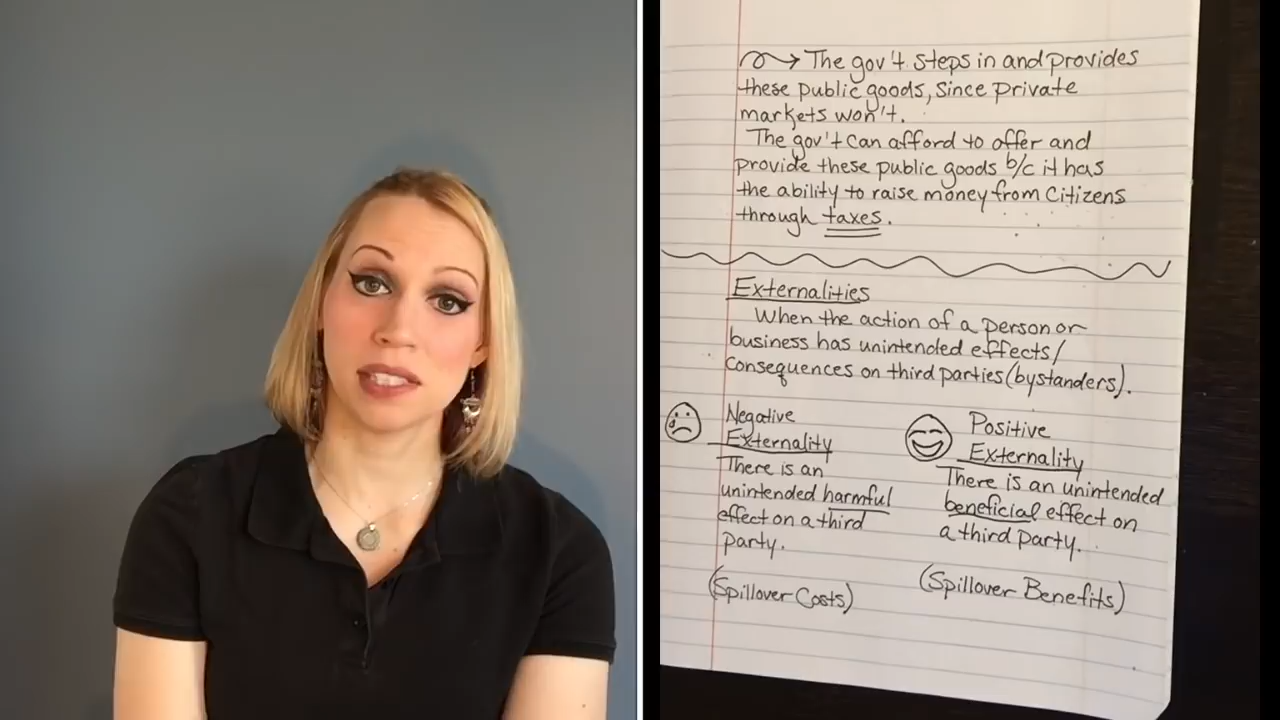 The gov't steps in and provides
these public goods, since private
markets won't.
The gov't can afford to offer and
provide these public goods b/c it has
the ability to raise money from citizens
through taxes.
Externalities
When the action of a person or
business has unintended effects/
consequences on third parties (bystanders).
Negative
Externality
There is an
unintended harmful
effect on a third
party.
(Spillover Costs)
Positive
Externality
There is an unintended
beneficial effect on
a third party.
(Spillover Benefits)